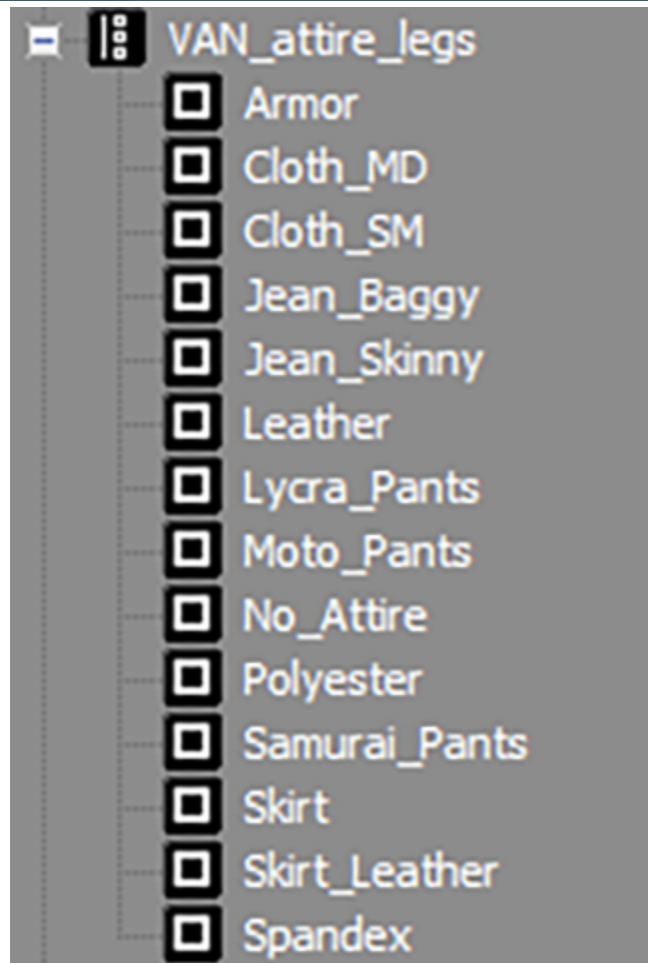 VAN_attire_legs
Armor
Cloth_MD
Cloth_SM
Jean_Baggy
Jean_Skinny
Leather
Lycra_Pants
Moto_Pants
No_Attire
Polyester
Samurai_Pants
Skirt
Skirt_Leather
Spandex